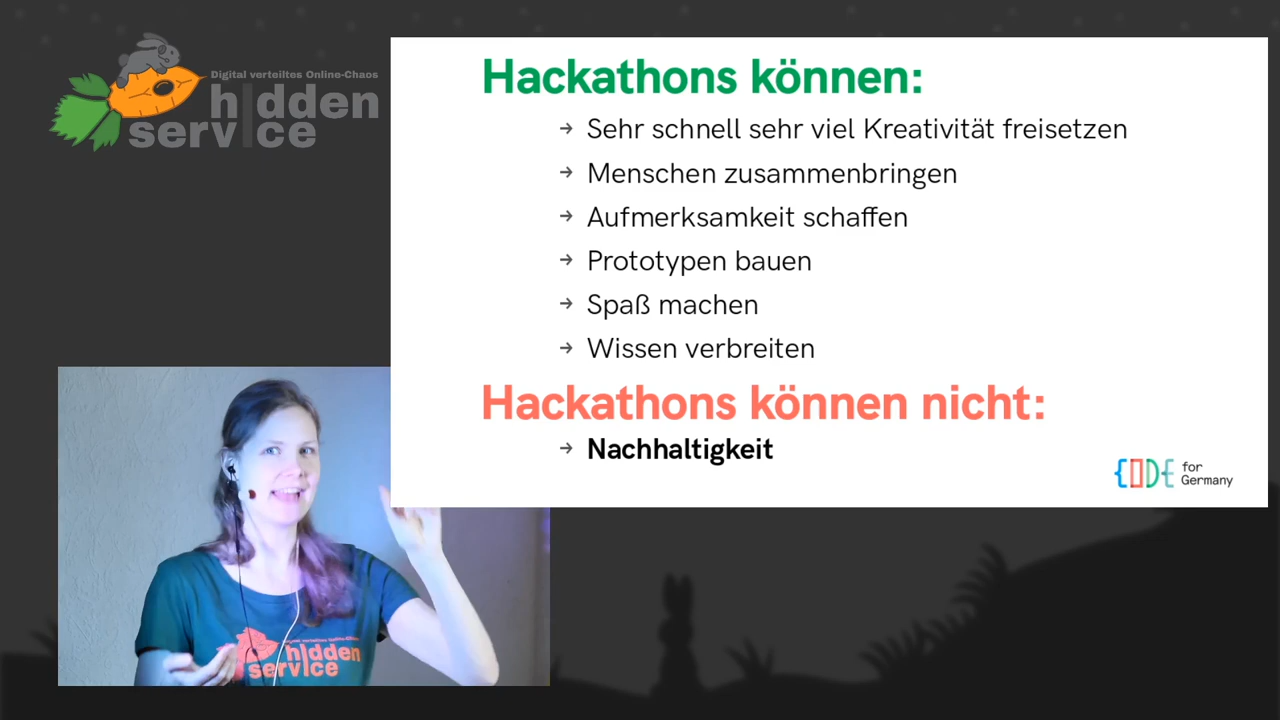 Digital verteiltes Online-Chaos
hidden
service
Hackathons können:
→ Sehr schnell sehr viel Kreativität freisetzen
→ Menschen zusammenbringen
→ Aufmerksamkeit schaffen
→ Prototypen bauen
→ Spaß machen
→ Wissen verbreiten
Hackathons können nicht:
→ Nachhaltigkeit
CODE for
Germany
hidden
service